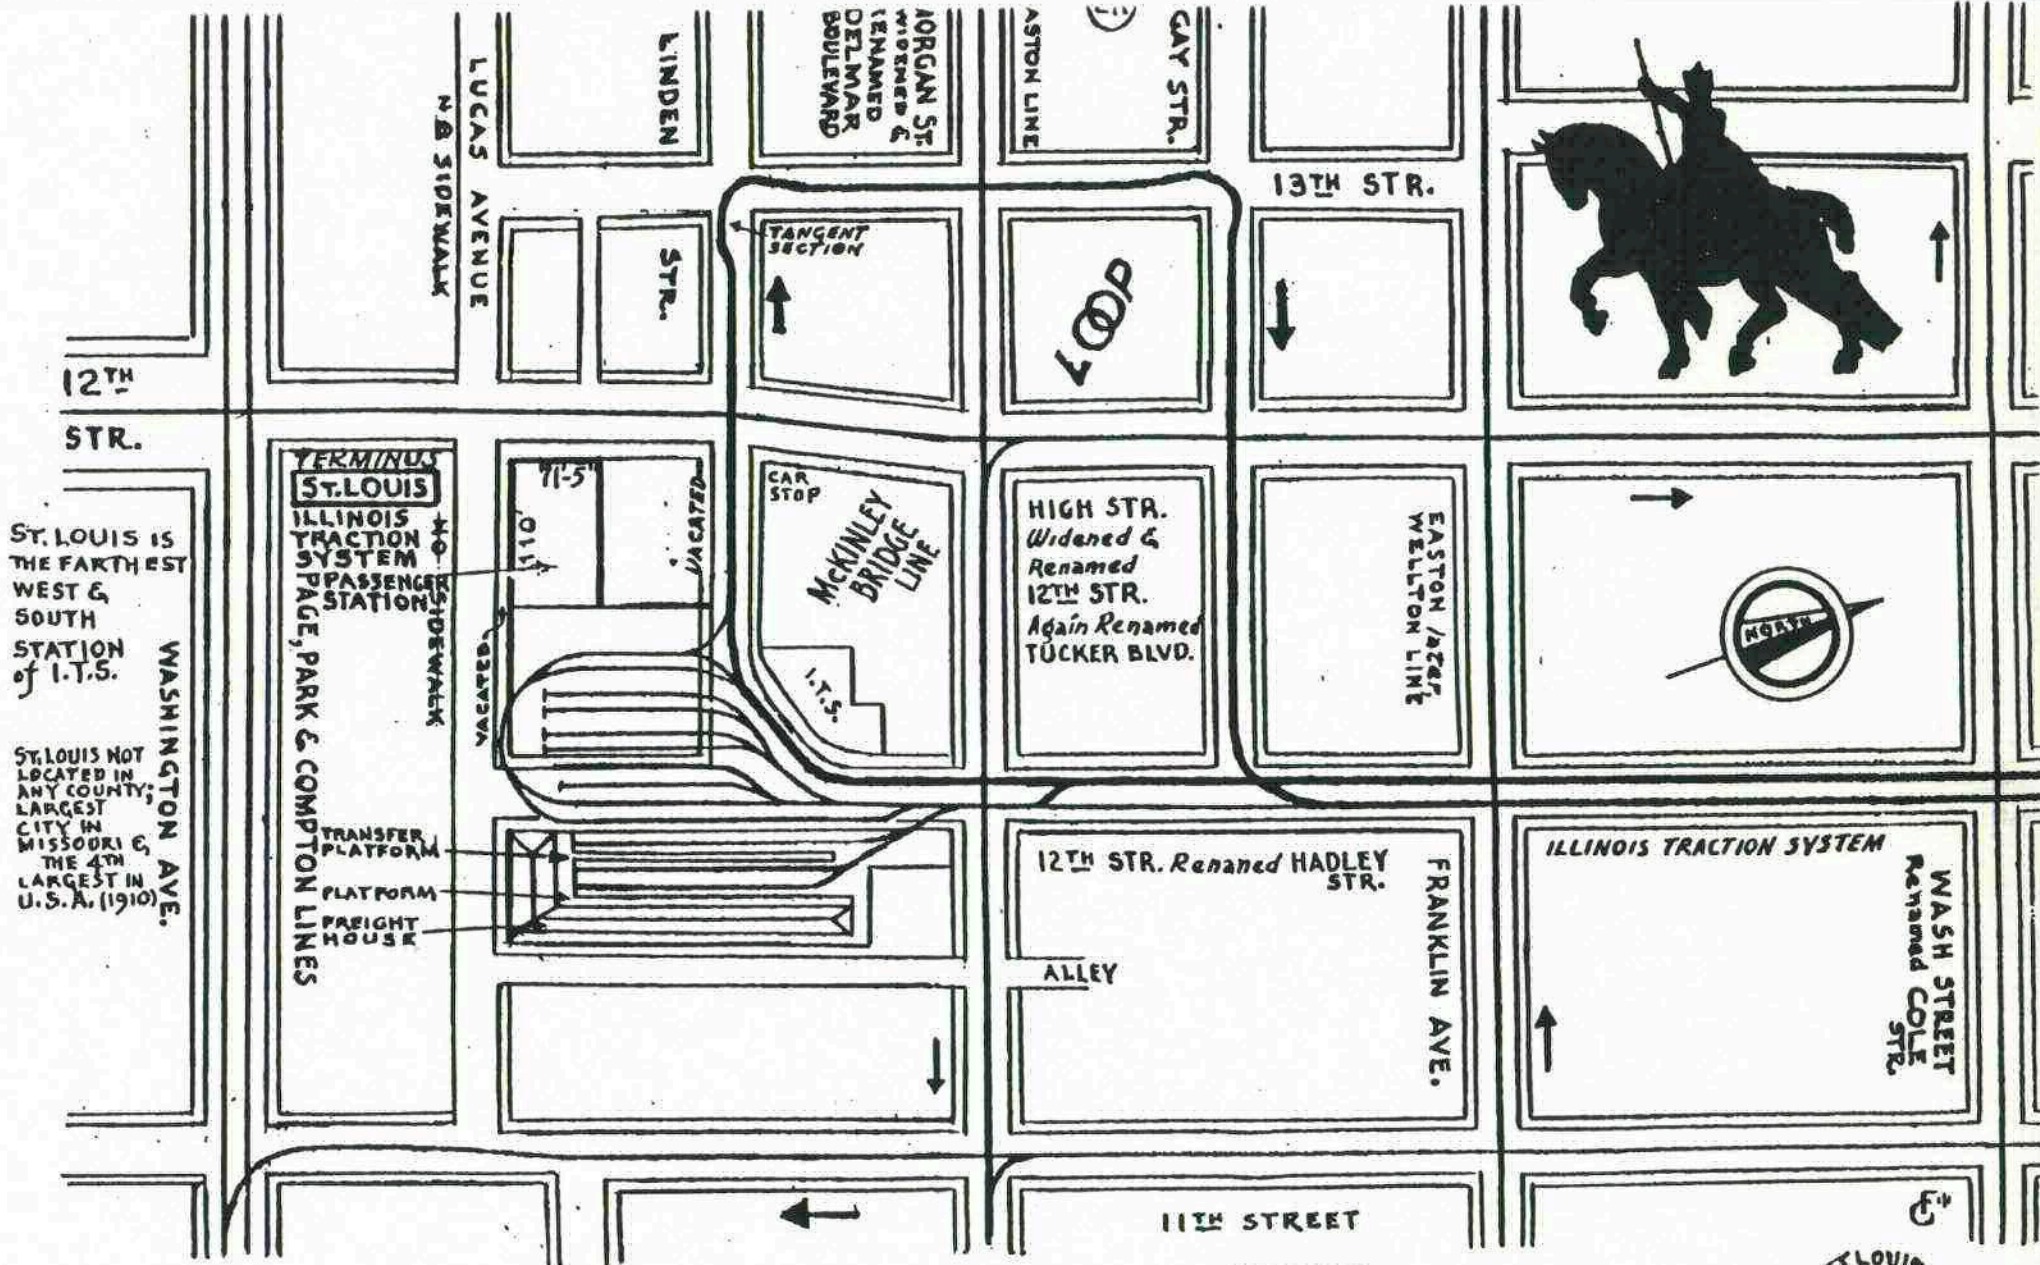 LUCAS AVENUE
N.B SIDEWALK
LINDEN
STR.
MORGAN ST.
WIDENED &
RENAMED
DELMAR
BOULEVARD
EASTON LINE
GAY STR.
13TH STR.
TANGENT
SECTION
LOOP
12TH
STR.
TERMINUS
ST.LOUIS
ILLINOIS
TRACTION
SYSTEM
PASSENGER
STATION
NO SIDEWALK
PAGE, PARK & COMPTON LINES
71'-5"
110'
VACATED
VACATED
CAR
STOP
McKINLEY
BRIDGE
LINE
I.T.S.
HIGH STR.
Widened &
Renamed
12TH STR.
Again Renamed
TUCKER BLVD.
EASTON later,
WELLTON LINE
NORTH
ST. LOUIS IS
THE FARTHEST
WEST &
SOUTH
STATION
of I.T.S.
WASHINGTON AVE.
ST. LOUIS NOT
LOCATED IN
ANY COUNTY;
LARGEST
CITY IN
MISSOURI &
THE 4TH
LARGEST IN
U.S.A. (1910)
TRANSFER
PLATFORM
PLATFORM
FREIGHT
HOUSE
12TH STR. Renaned HADLEY
STR.
ALLEY
FRANKLIN AVE.
ILLINOIS TRACTION SYSTEM
WASH STREET
Renamed COLE
STR.
11TH STREET